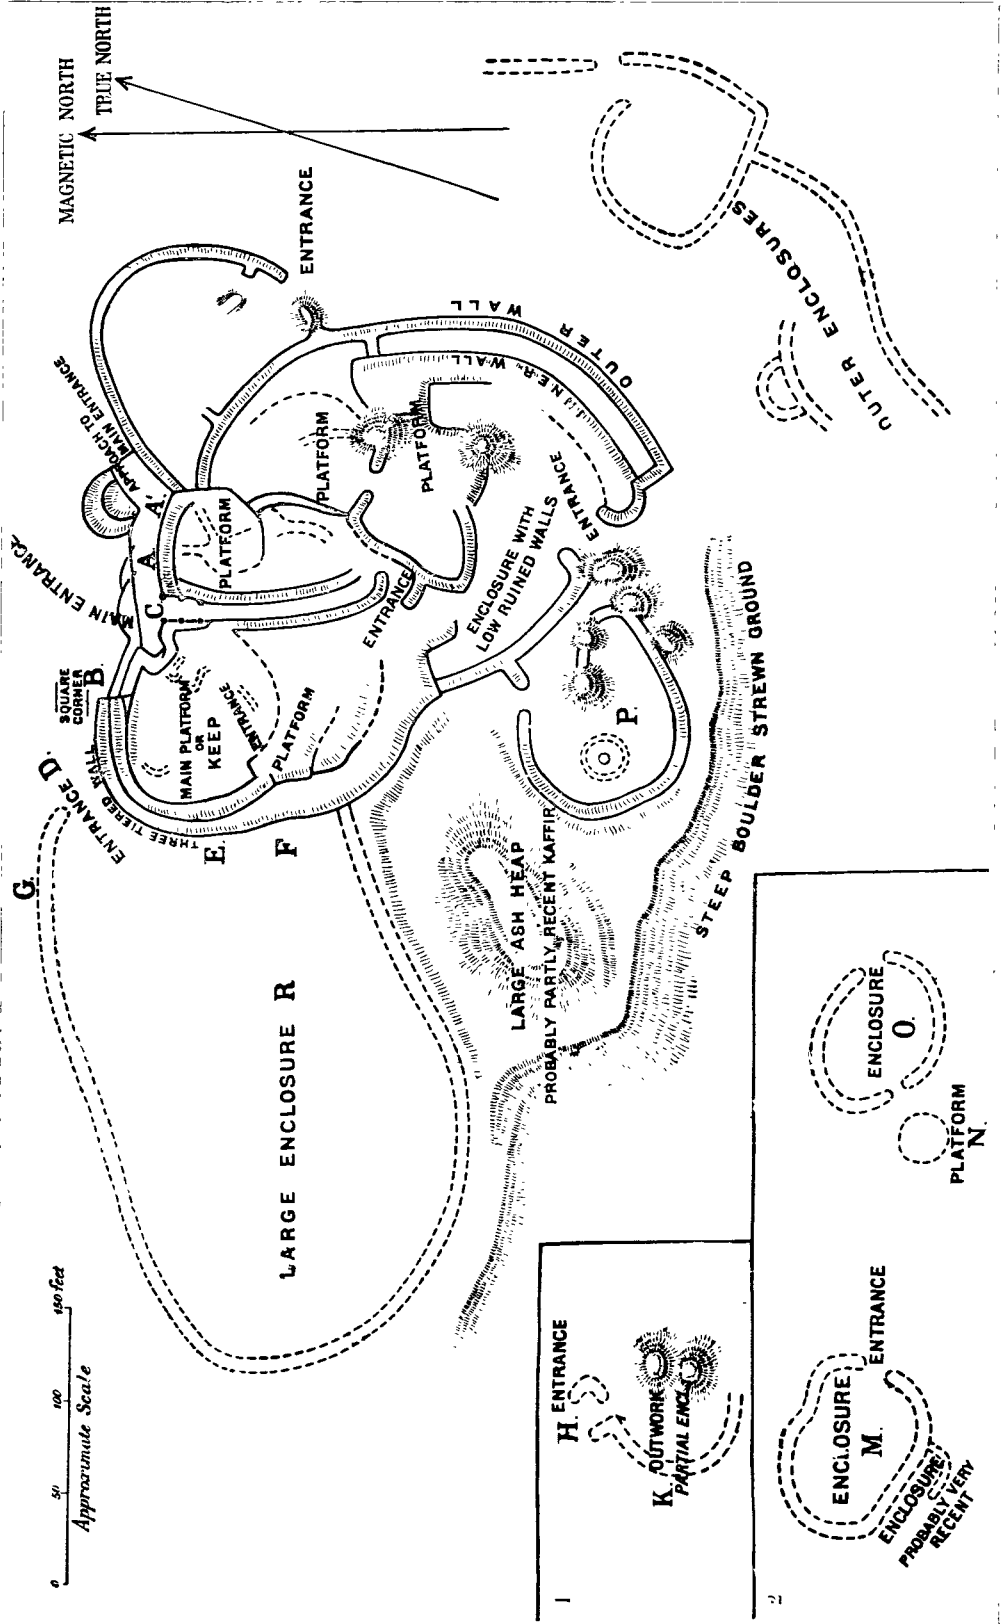 MAGNETIC NORTH
TRUE NORTH
ENTRANCE
APPROACH TO
MAIN ENTRANCE
MAIN ENTRANCE
A.
A.
C.
B.
SQUARE
CORNER
D.
ENTRANCE
THREE TIERED WALL
E.
F
G.
MAIN PLATFORM
OR
KEEP
ENTRANCE
PLATFORM
PLATFORM
PLATFORM
PLATFORM
ENTRANCE
INNER WALL
OUTER WALL
ENTRANCE
ENCLOSURE WITH
LOW RUINED WALLS
OUTER ENCLOSURES
OUTER
P.
STEEP BOULDER STREWN GROUND
LARGE ASH HEAP
PROBABLY PARTLY RECENT KAFFIR
LARGE ENCLOSURE R
0 50 100 150 feet
Approximate Scale
1
H. ENTRANCE
K. OUTWORK
PARTIAL ENCL.
2
ENCLOSURE
M.
ENTRANCE
ENCLOSURE
PROBABLY VERY
RECENT
ENCLOSURE
O.
PLATFORM
N.